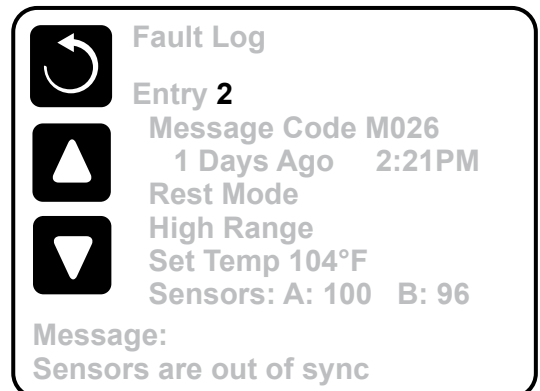 Fault Log
Entry 2
Message Code M026
1 Days Ago 2:21PM
Rest Mode
High Range
Set Temp 104°F
Sensors: A: 100 B: 96
Message:
Sensors are out of sync